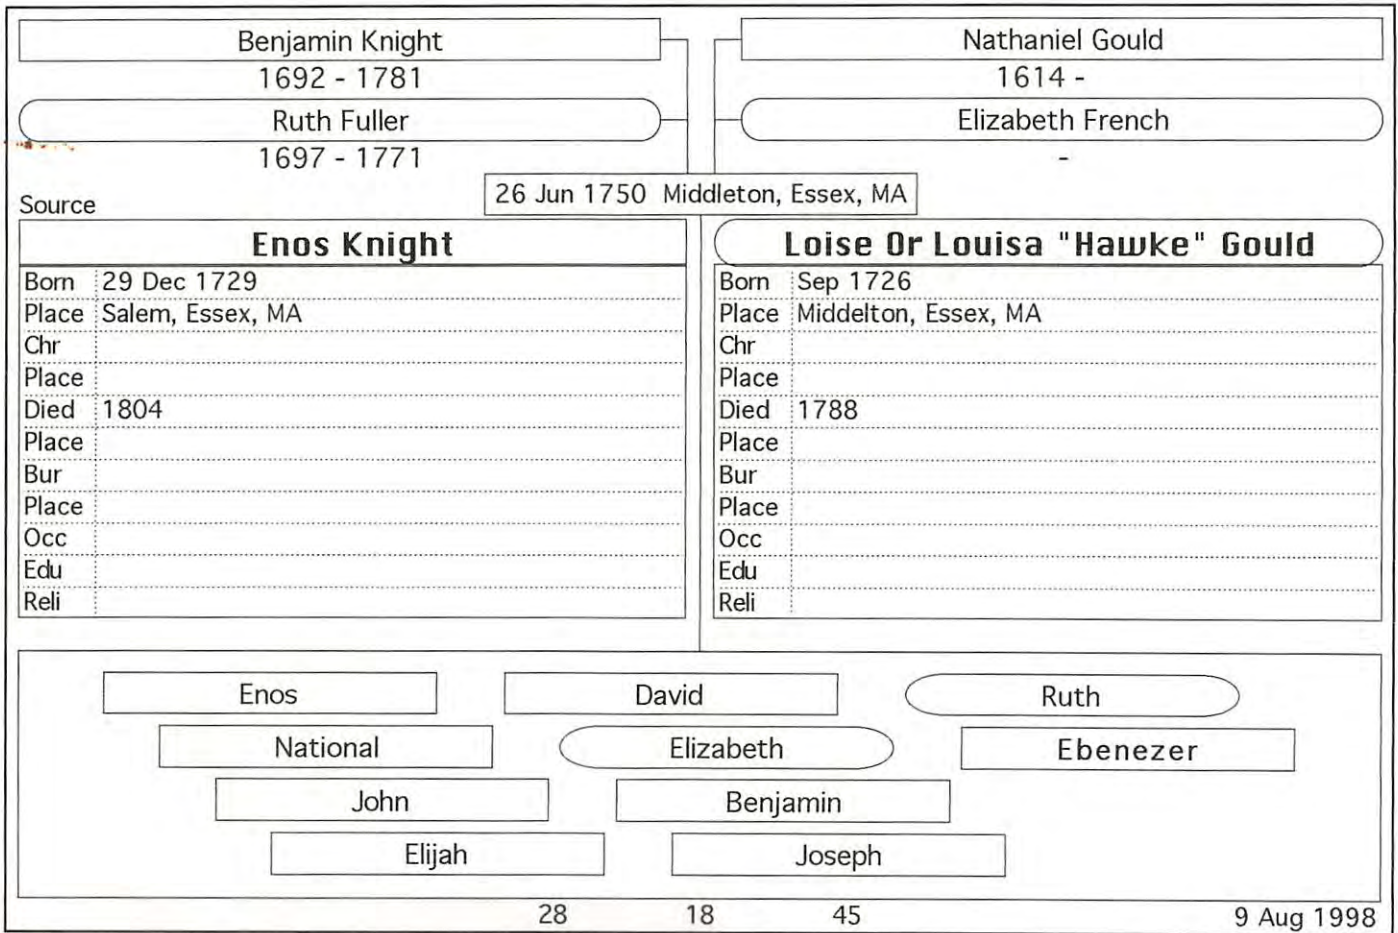 Benjamin Knight
1692 - 1781
Ruth Fuller
1697 - 1771
Nathaniel Gould
1614 -
Elizabeth French
-
26 Jun 1750 Middleton, Essex, MA
Source
Enos Knight
Born 29 Dec 1729
Place Salem, Essex, MA
Chr
Place
Died 1804
Place
Bur
Place
Occ
Edu
Reli
Loise Or Louisa "Hawke" Gould
Born Sep 1726
Place Middelton, Essex, MA
Chr
Place
Died 1788
Place
Bur
Place
Occ
Edu
Reli
Enos David Ruth
National Elizabeth Ebenezer
John Benjamin
Elijah Joseph
28 18 45 9 Aug 1998